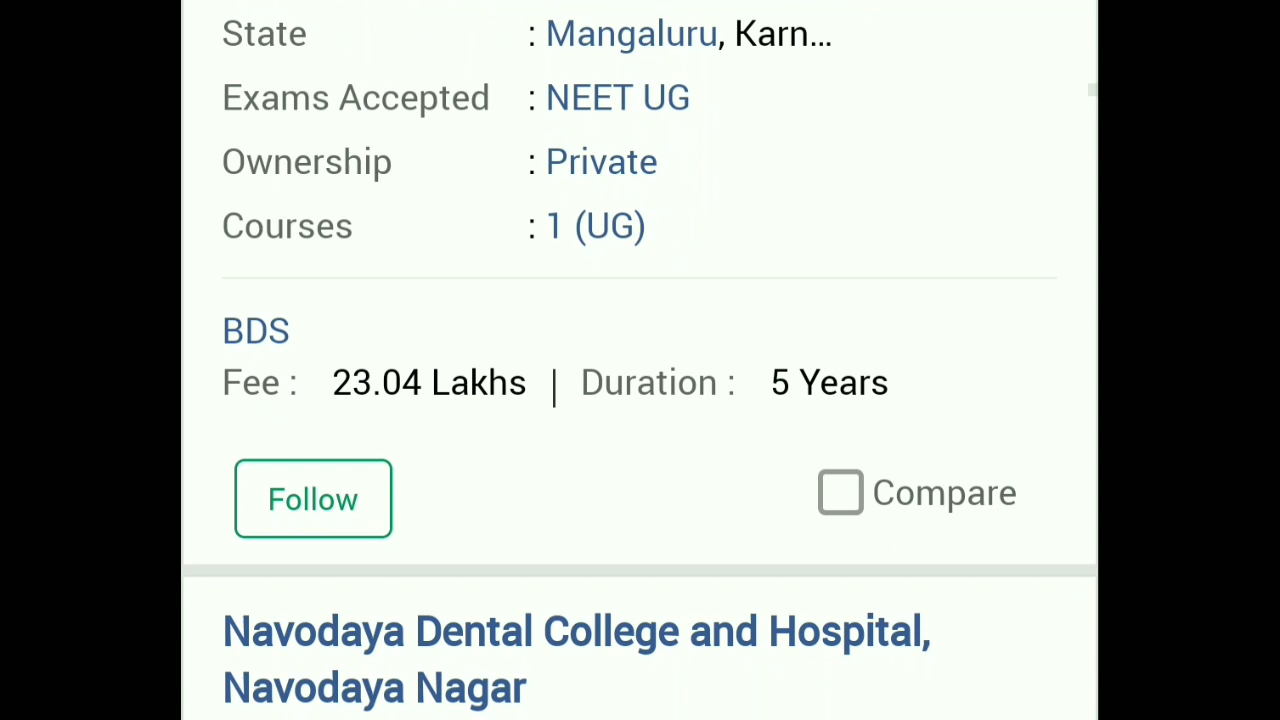 State : Mangaluru, Karn...
Exams Accepted : NEET UG
Ownership : Private
Courses : 1 (UG)
BDS
Fee : 23.04 Lakhs | Duration : 5 Years
Follow Compare
Navodaya Dental College and Hospital,
Navodaya Nagar